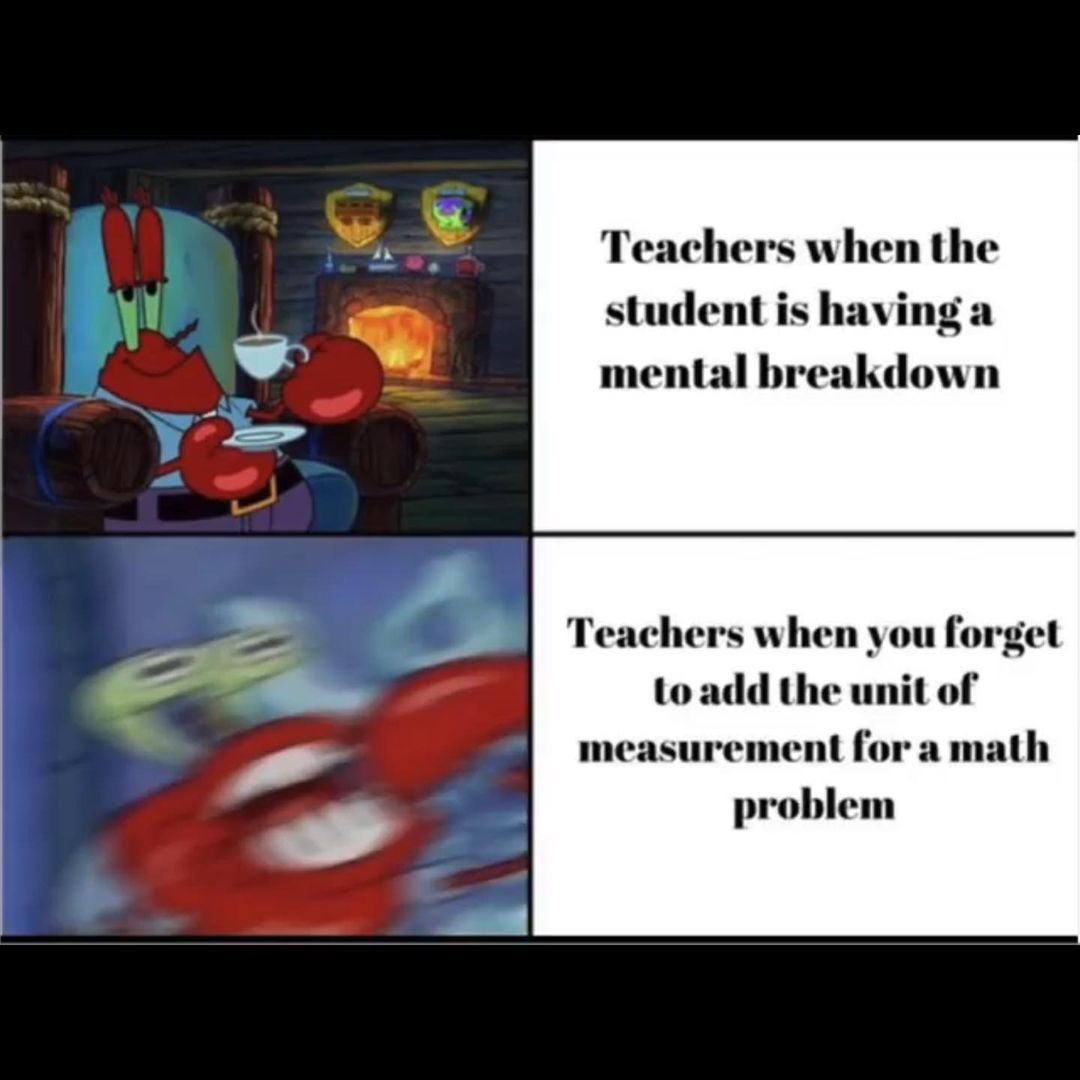 Teachers when the
student is having a
mental breakdown
Teachers when you forget
to add the unit of
measurement for a math
problem